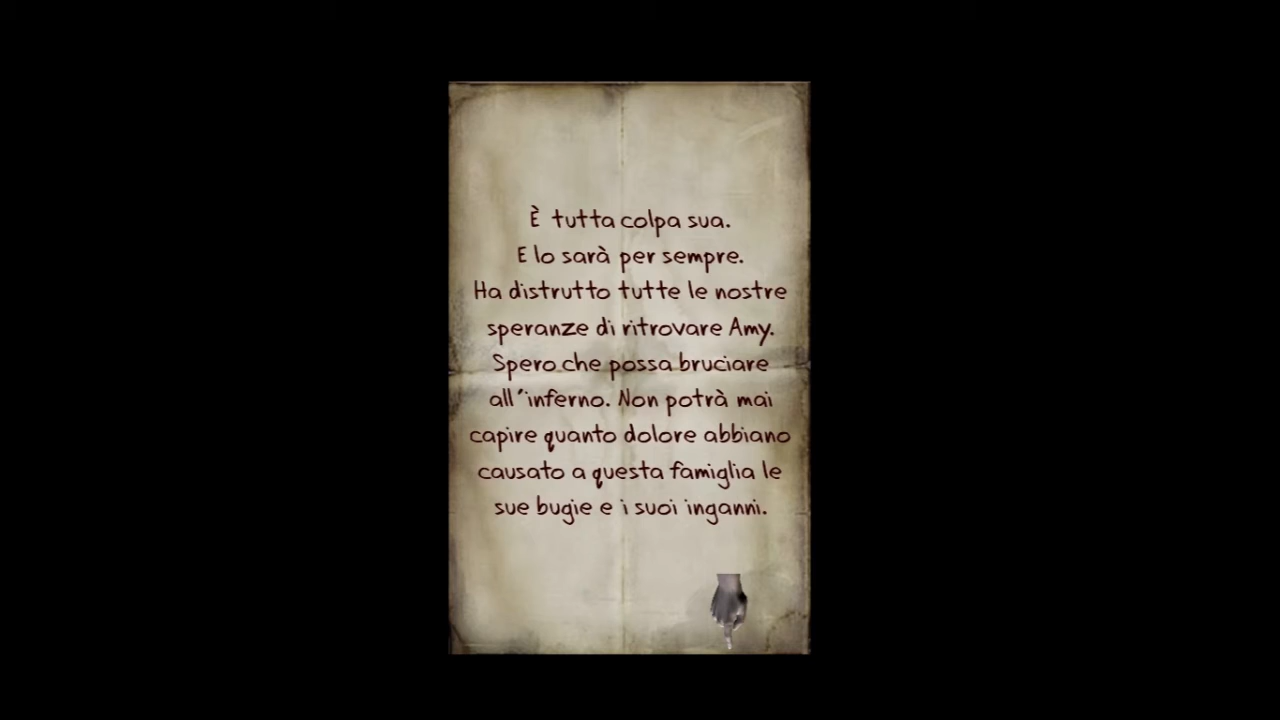 È tutta colpa sua.
E lo sarà per sempre.
Ha distrutto tutte le nostre
speranze di ritrovare Amy.
Spero che possa bruciare
all'inferno. Non potrà mai
capire quanto dolore abbiano
causato a questa famiglia le
sue bugie e i suoi inganni.